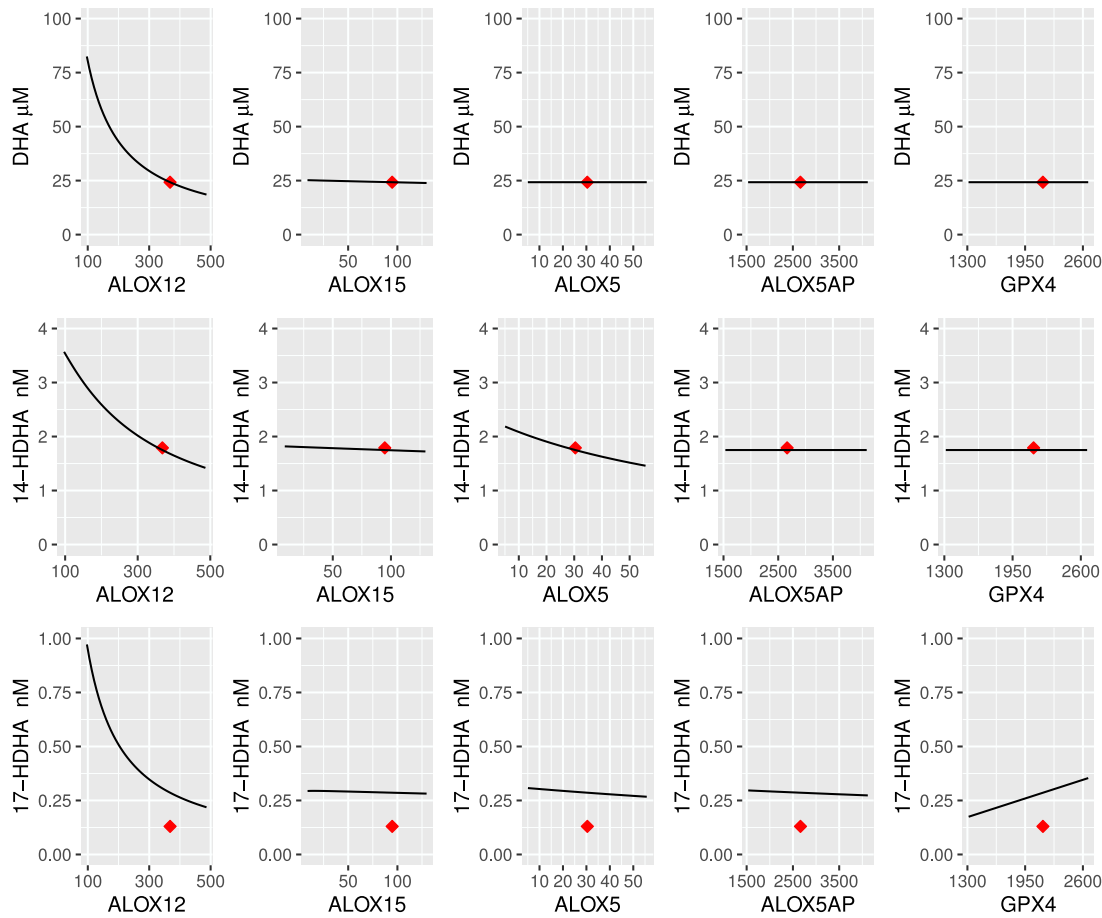 DHA μM 100 75 50 25 0 100 300 500 ALOX12
DHA μM 100 75 50 25 0 50 100 ALOX15
DHA μM 100 75 50 25 0 10 20 30 40 50 ALOX5
DHA μM 100 75 50 25 0 1500 2500 3500 ALOX5AP
DHA μM 100 75 50 25 0 1300 1950 2600 GPX4
14−HDHA nM 4 3 2 1 0 100 300 500 ALOX12
14−HDHA nM 4 3 2 1 0 50 100 ALOX15
14−HDHA nM 4 3 2 1 0 10 20 30 40 50 ALOX5
14−HDHA nM 4 3 2 1 0 1500 2500 3500 ALOX5AP
14−HDHA nM 4 3 2 1 0 1300 1950 2600 GPX4
17−HDHA nM 1.00 0.75 0.50 0.25 0.00 100 300 500 ALOX12
17−HDHA nM 1.00 0.75 0.50 0.25 0.00 50 100 ALOX15
17−HDHA nM 1.00 0.75 0.50 0.25 0.00 10 20 30 40 50 ALOX5
17−HDHA nM 1.00 0.75 0.50 0.25 0.00 1500 2500 3500 ALOX5AP
17−HDHA nM 1.00 0.75 0.50 0.25 0.00 1300 1950 2600 GPX4